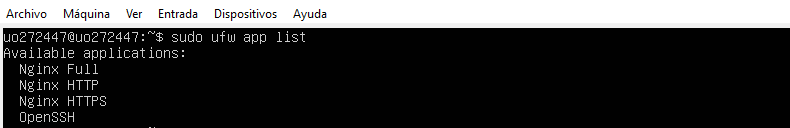 Archivo Máquina Ver Entrada Dispositivos Ayuda
uo272447@uo272447:~$ sudo ufw app list
Available applications:
  Nginx Full
  Nginx HTTP
  Nginx HTTPS
  OpenSSH